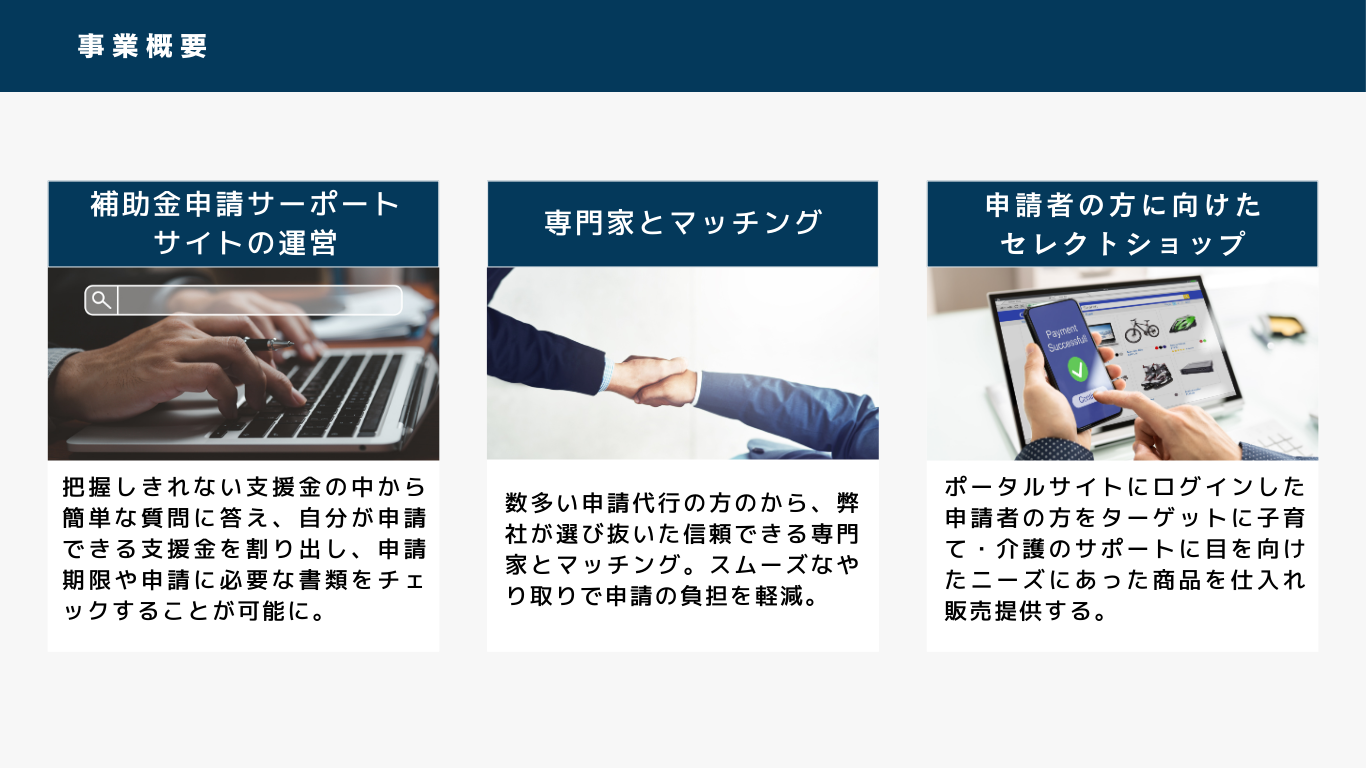 事業概要
補助金申請サーポート
サイトの運営
把握しきれない支援金の中から
簡単な質問に答え、自分が申請
できる支援金を割り出し、申請
期限や申請に必要な書類をチェ
ックすることが可能に。
専門家とマッチング
数多い申請代行の方のから、弊
社が選び抜いた信頼できる専門
家とマッチング。スムーズなや
り取りで申請の負担を軽減。
申請者の方に向けた
セレクトショップ
Payment
Successful!
ポータルサイトにログインした
申請者の方をターゲットに子育
て・介護のサポートに目を向け
たニーズにあった商品を仕入れ
販売提供する。